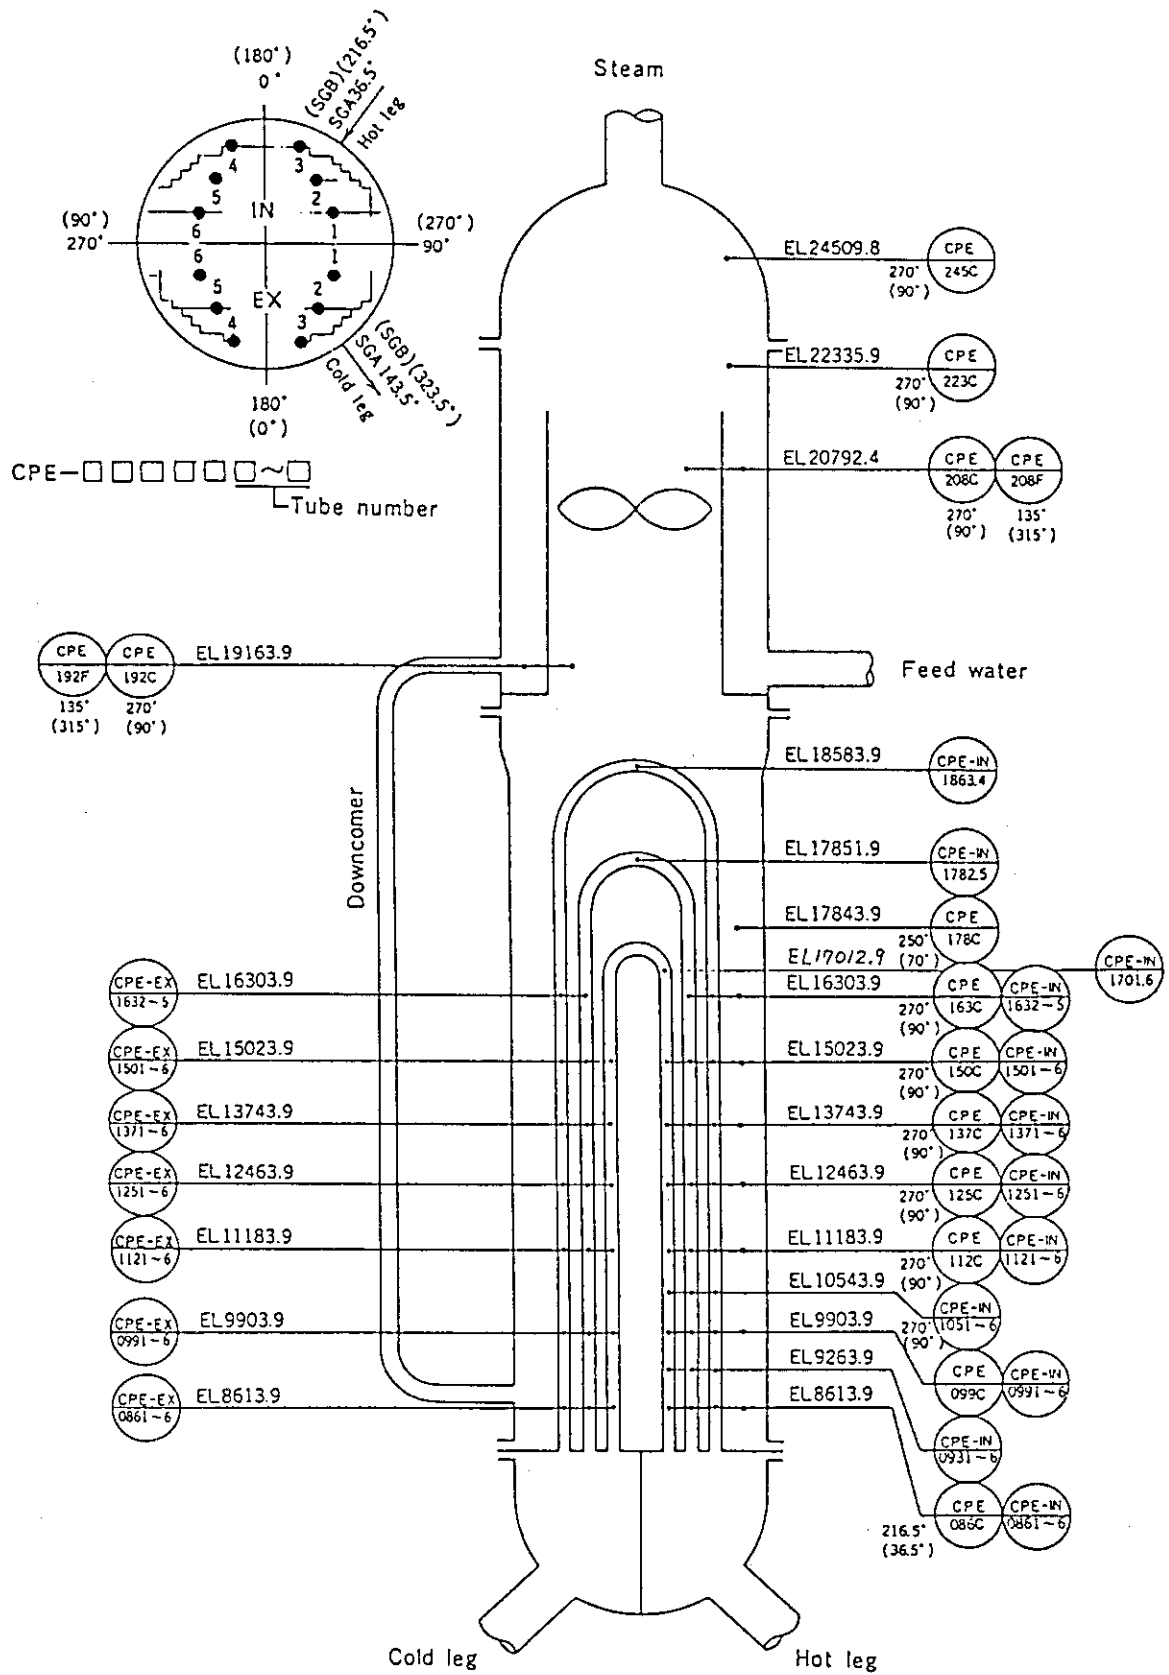 (180°)
0°
(SGB)(216.5°)
SGA36.5°
Hot leg
4
3
5
2
IN
6
1
(90°)
270°
(270°)
90°
6
1
5
2
EX
4
3
(SGB)(323.5°)
SGA 143.5°
Cold leg
180°
(0°)
CPE-□□□□□□~□
Tube number
Steam
EL24509.8
270°
(90°)
CPE
245C
EL22335.9
270°
(90°)
CPE
223C
EL20792.4
CPE
208C
CPE
208F
270°
(90°)
135°
(315°)
CPE
192F
CPE
192C
EL19163.9
135°
(315°)
270°
(90°)
Feed water
Downcomer
EL18583.9
CPE-IN
1863.4
EL17851.9
CPE-IN
1782.5
EL17843.9
250°
(70°)
CPE
178C
EL17012.9
CPE-IN
1701.6
CPE-EX
1632~5
EL16303.9
EL16303.9
270°
(90°)
CPE
163C
CPE-IN
1632~5
CPE-EX
1501~6
EL15023.9
EL15023.9
270°
(90°)
CPE
150C
CPE-IN
1501~6
CPE-EX
1371~6
EL13743.9
EL13743.9
270°
(90°)
CPE
137C
CPE-IN
1371~6
CPE-EX
1251~6
EL12463.9
EL12463.9
270°
(90°)
CPE
125C
CPE-IN
1251~6
CPE-EX
1121~6
EL11183.9
EL11183.9
270°
(90°)
CPE
112C
CPE-IN
1121~6
EL10543.9
CPE-IN
1051~6
CPE-EX
0991~6
EL9903.9
EL9903.9
270°
(90°)
CPE
099C
CPE-IN
0991~6
EL9263.9
CPE-IN
0931~6
CPE-EX
0861~6
EL8613.9
EL8613.9
216.5°
(36.5°)
CPE
086C
CPE-IN
0861~6
Cold leg
Hot leg